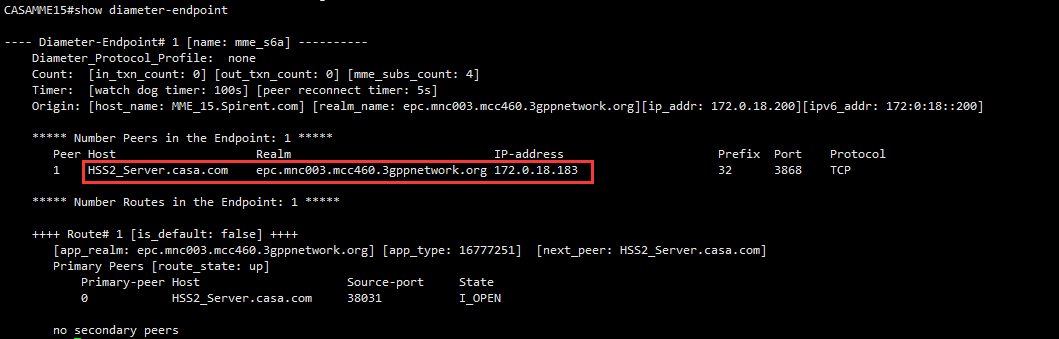 CASAMME15#show diameter-endpoint
---- Diameter-Endpoint# 1 [name: mme_s6a] ----------
Diameter_Protocol_Profile:  none
Count:  [in_txn_count: 0] [out_txn_count: 0] [mme_subs_count: 4]
Timer:  [watch dog timer: 100s] [peer reconnect timer: 5s]
Origin: [host_name: MME_15.Spirent.com] [realm_name: epc.mnc003.mcc460.3gppnetwork.org][ip_addr: 172.0.18.200][ipv6_addr: 172:0:18::200]
***** Number Peers in the Endpoint: 1 *****
Peer Host Realm IP-address Prefix Port Protocol
1 HSS2_Server.casa.com epc.mnc003.mcc460.3gppnetwork.org 172.0.18.183 32 3868 TCP
***** Number Routes in the Endpoint: 1 *****
++++ Route# 1 [is_default: false] ++++
[app_realm: epc.mnc003.mcc460.3gppnetwork.org] [app_type: 16777251]  [next_peer: HSS2_Server.casa.com]
Primary Peers [route_state: up]
Primary-peer Host Source-port State
0 HSS2_Server.casa.com 38031 I_OPEN
no secondary peers